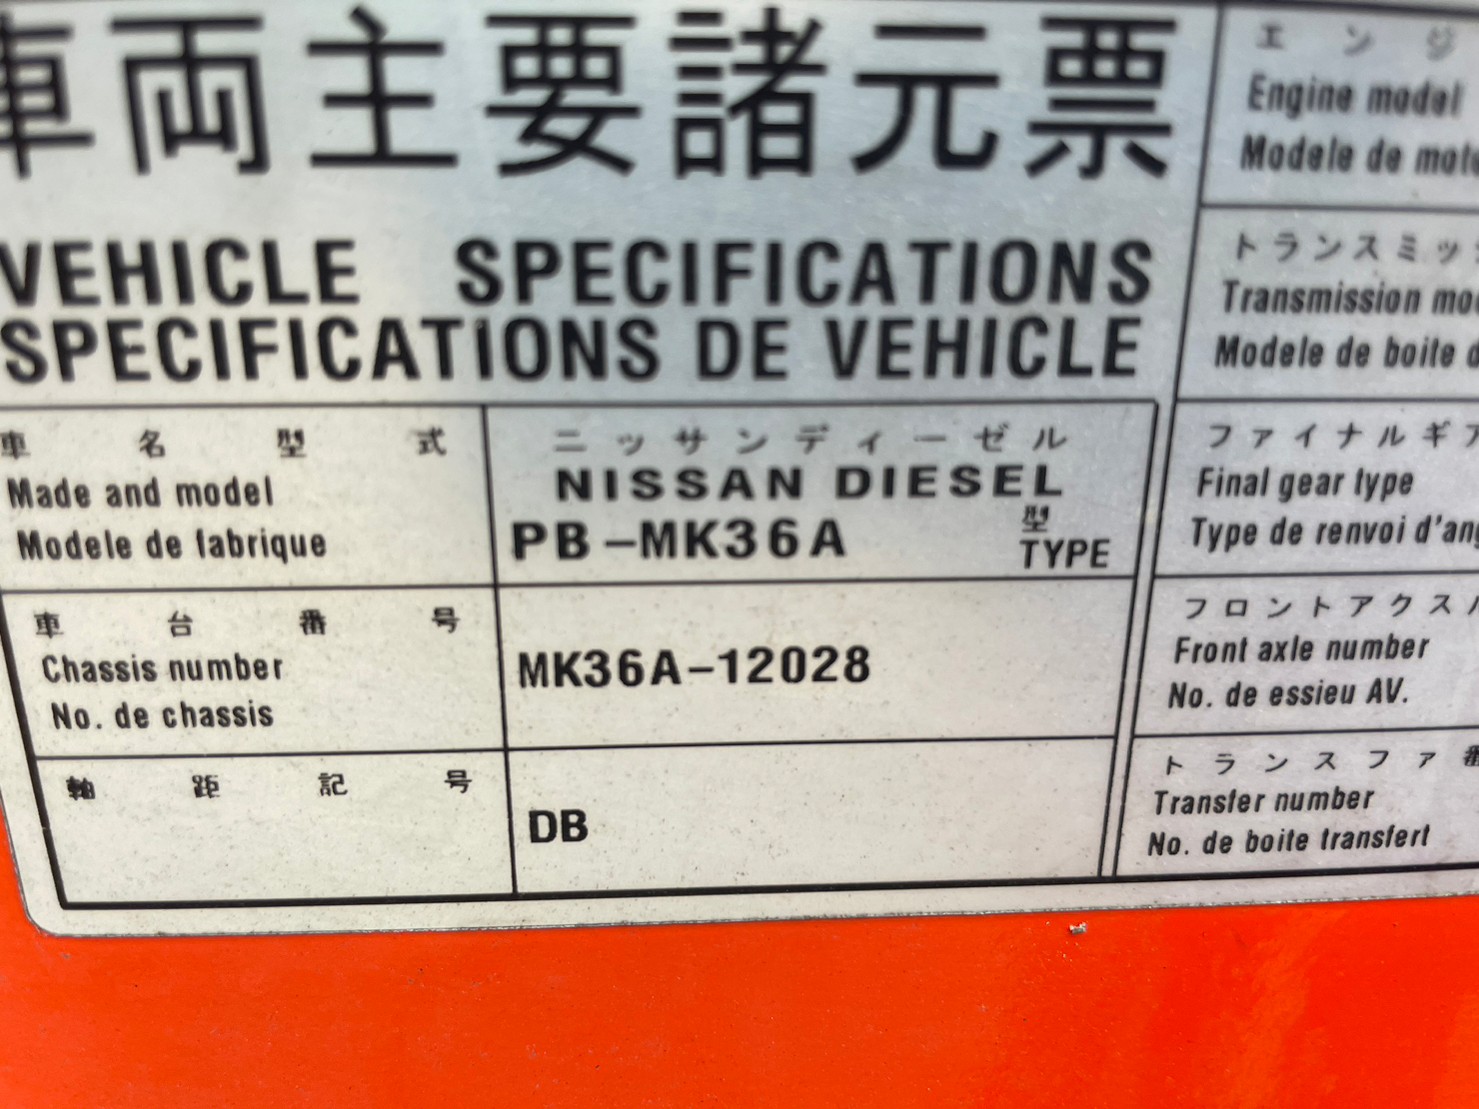 車両主要諸元票
VEHICLE SPECIFICATIONS
SPECIFICATIONS DE VEHICLE
車名型式
Made and model
Modele de fabrique
ニッサンディーゼル
NISSAN DIESEL
PB-MK36A
型
TYPE
車台番号
Chassis number
No. de chassis
MK36A-12028
軸距記号
DB
エンジ
Engine model
Modele de mot
トランスミッ
Transmission mo
Modele de boite d
ファイナルギア
Final gear type
Type de renvoi d'an
フロントアクス
Front axle number
No. de essieu AV.
トランスファ番
Transfer number
No. de boite transfert